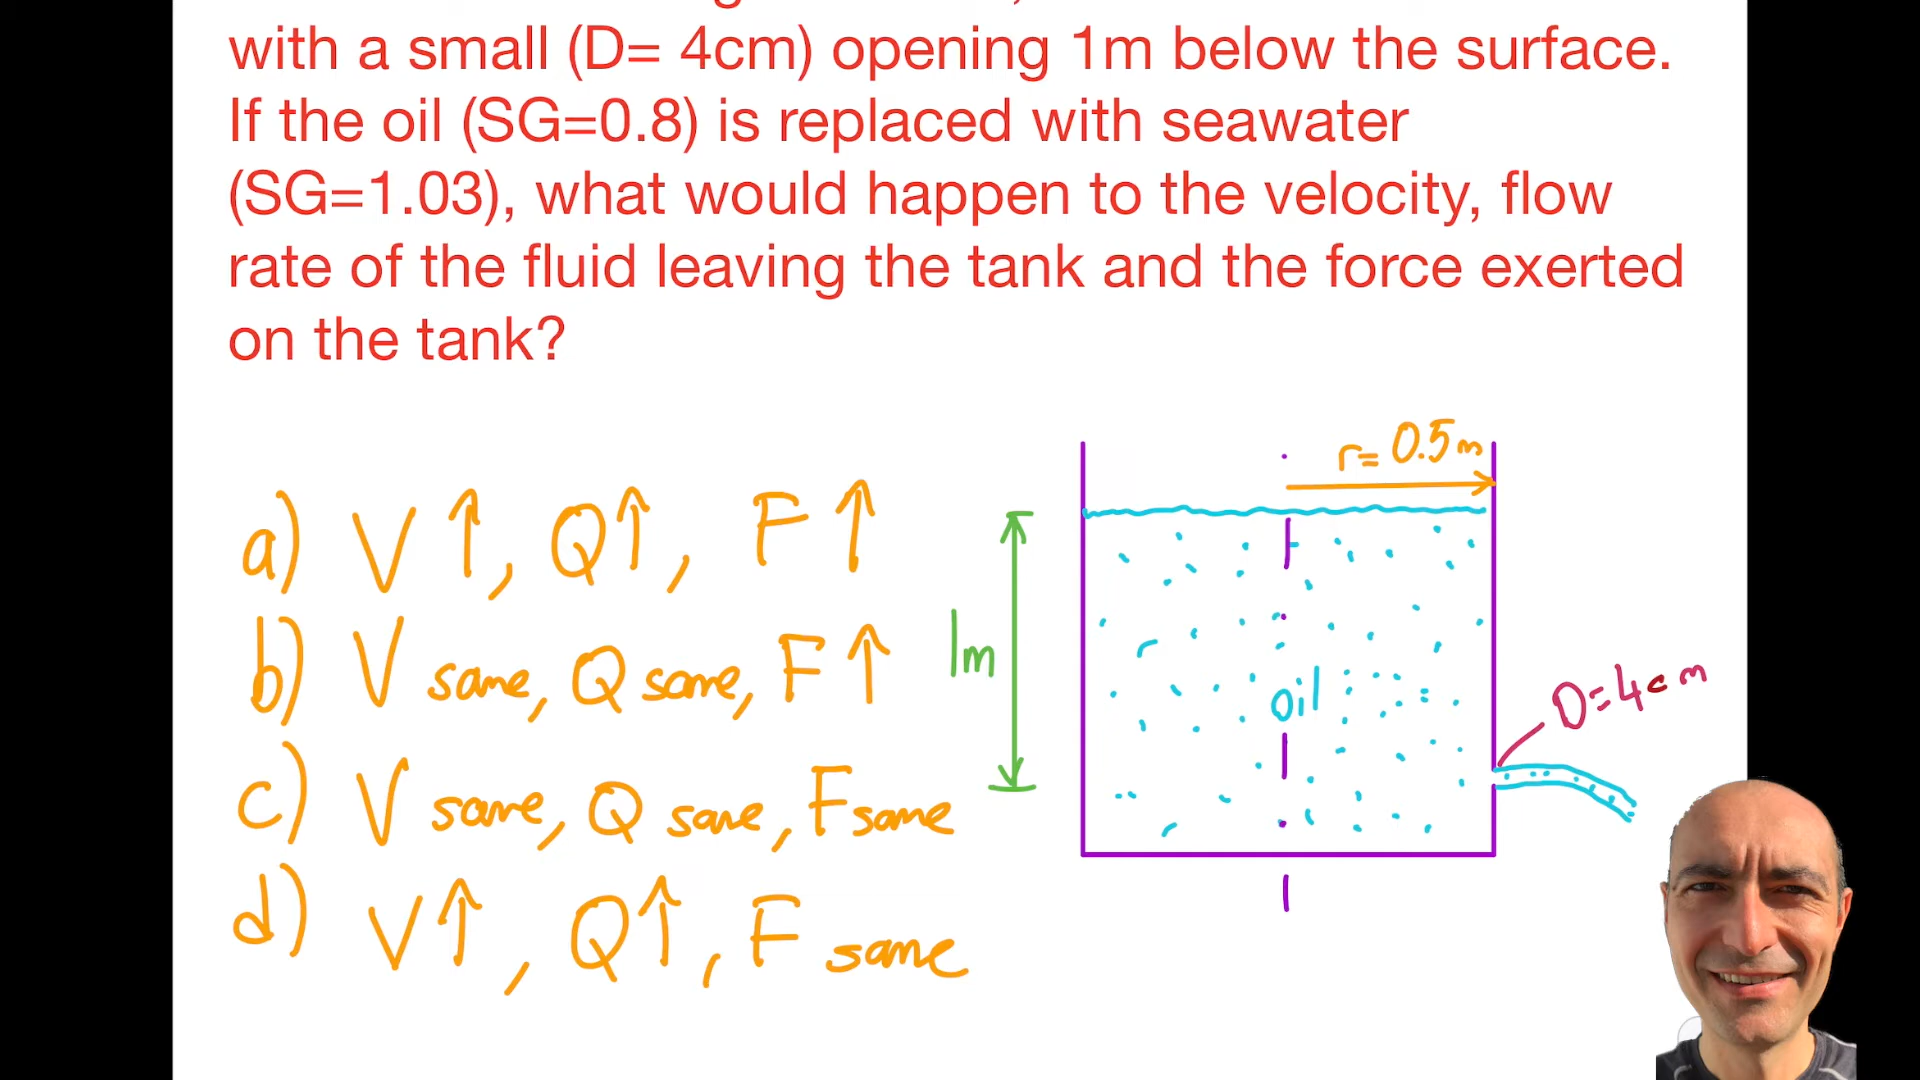 with a small (D= 4cm) opening 1m below the surface.
If the oil (SG=0.8) is replaced with seawater
(SG=1.03), what would happen to the velocity, flow
rate of the fluid leaving the tank and the force exerted
on the tank?
r= 0.5m
a) V↑, Q↑, F↑
b) V same, Q same, F↑
1m
oil
D=4cm
c) V same, Q same, F same
d) V↑, Q↑, F same